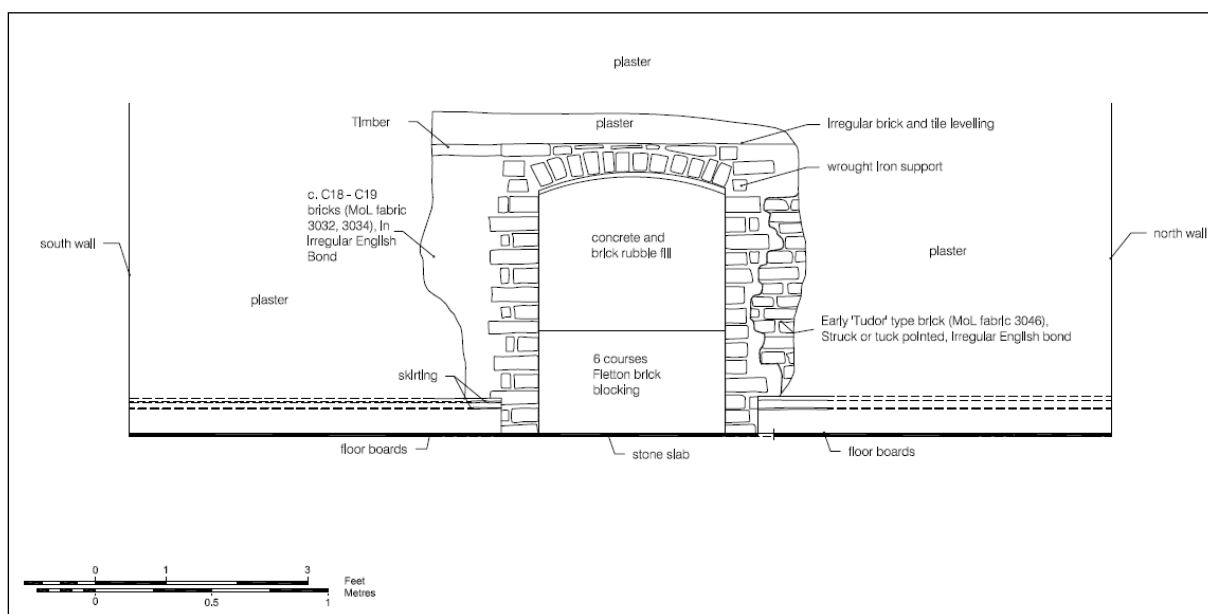 plaster
Timber
plaster
Irregular brick and tile levelling
wrought Iron support
c. C18 - C19
bricks (MoL fabric
3032, 3034), In
Irregular English
Bond
south wall
concrete and
brick rubble fill
north wall
plaster
plaster
Early 'Tudor' type brick (MoL fabric 3046),
Struck or tuck pointed, Irregular English bond
6 courses
Fletton brick
blocking
skirting
floor boards
stone slab
floor boards
0 1 3
Feet
Metres
0 0.5 1